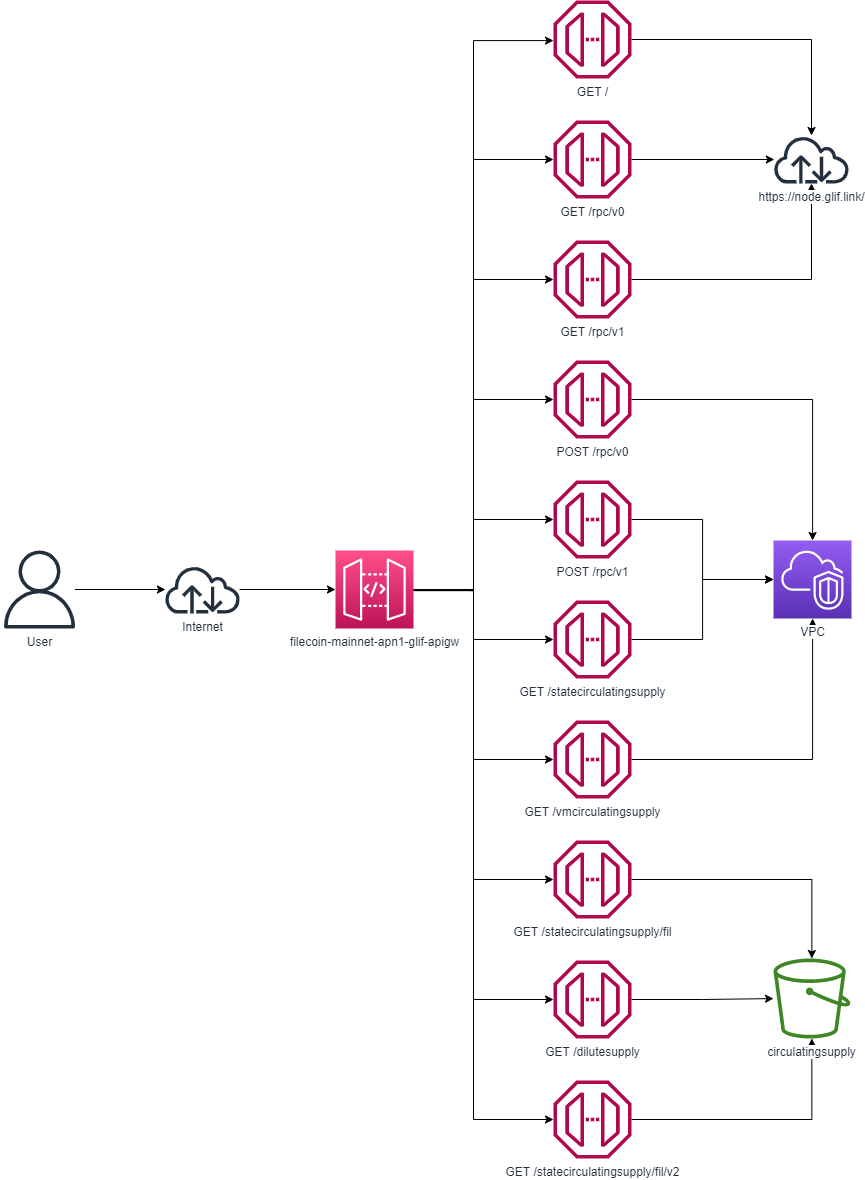 GET /
GET /rpc/v0
https://node.glif.link/
GET /rpc/v1
POST /rpc/v0
POST /rpc/v1
User
Internet
filecoin-mainnet-apn1-glif-apigw
VPC
GET /statecirculatingsupply
GET /vmcirculatingsupply
GET /statecirculatingsupply/fil
GET /dilutesupply
circulatingsupply
GET /statecirculatingsupply/fil/v2